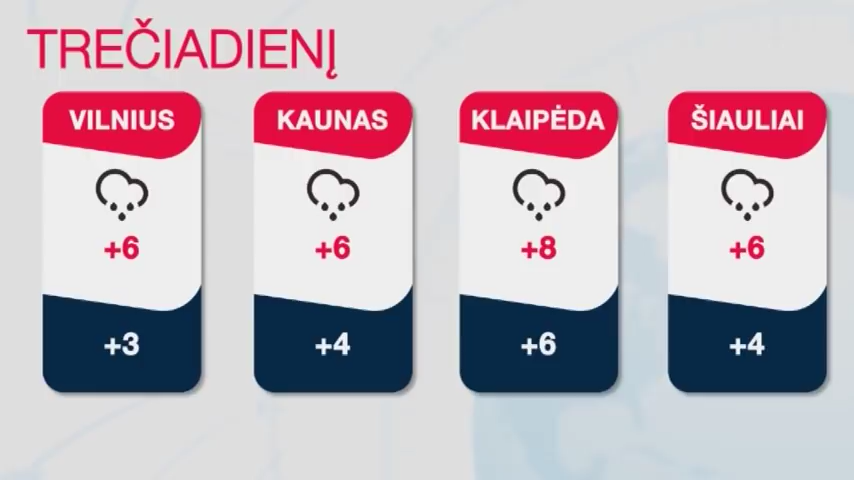 TREČIADIENĮ
VILNIUS KAUNAS KLAIPĖDA ŠIAULIAI
+6 +6 +8 +6
+3 +4 +6 +4